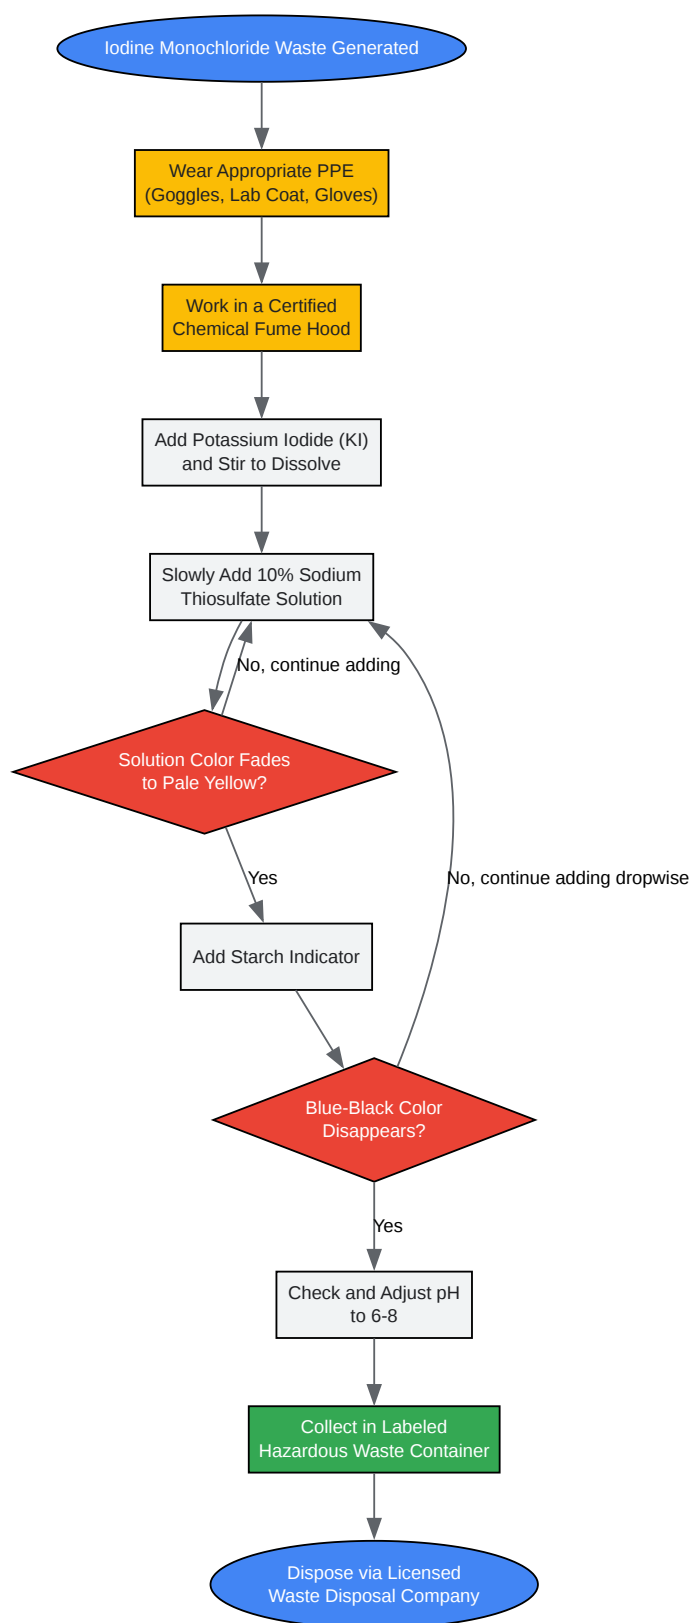 Iodine Monochloride Waste Generated
Wear Appropriate PPE
(Goggles, Lab Coat, Gloves)
Work in a Certified
Chemical Fume Hood
Add Potassium Iodide (KI)
and Stir to Dissolve
Slowly Add 10% Sodium
Thiosulfate Solution
No, continue adding
Solution Color Fades
to Pale Yellow?
Yes
No, continue adding dropwise
Add Starch Indicator
Blue-Black Color
Disappears?
Yes
Check and Adjust pH
to 6-8
Collect in Labeled
Hazardous Waste Container
Dispose via Licensed
Waste Disposal Company